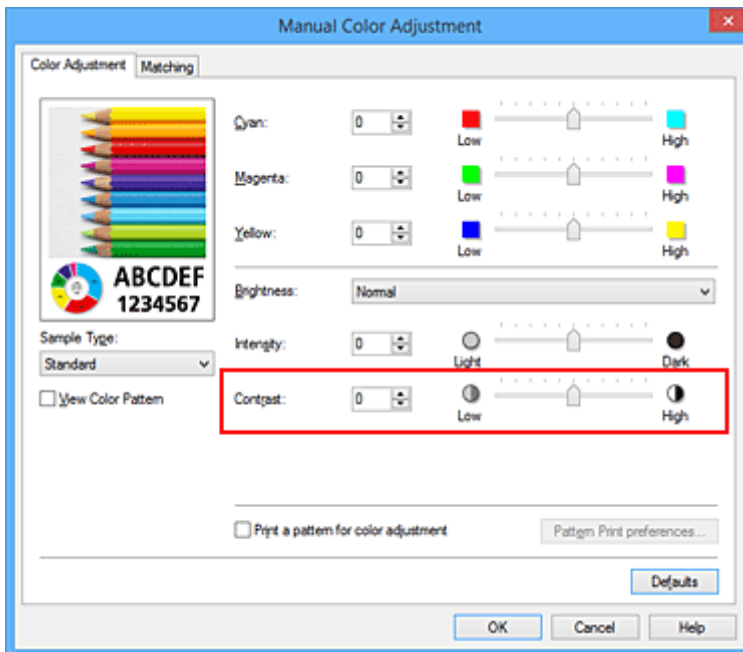 Manual Color Adjustment
Color Adjustment Matching
Cyan: 0 Low High
Magenta: 0 Low High
Yellow: 0 Low High
ABCDEF
1234567
Brightness: Normal
Sample Type:
Standard
Intensity: 0 Light Dark
View Color Pattern
Contrast: 0 Low High
Print a pattern for color adjustment Pattern Print preferences...
Defaults
OK Cancel Help